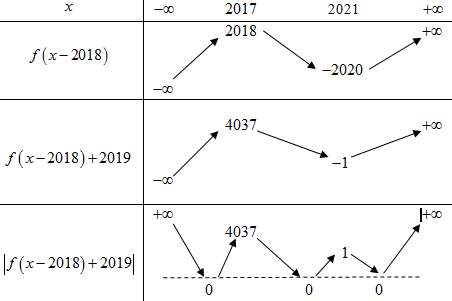 x −∞ 2017 2021 +∞
2018 +∞
f(x−2018)
−2020
−∞
4037 +∞
f(x−2018)+2019 −1
−∞
+∞ +∞
4037
|f(x−2018)+2019| 1
0 0 0